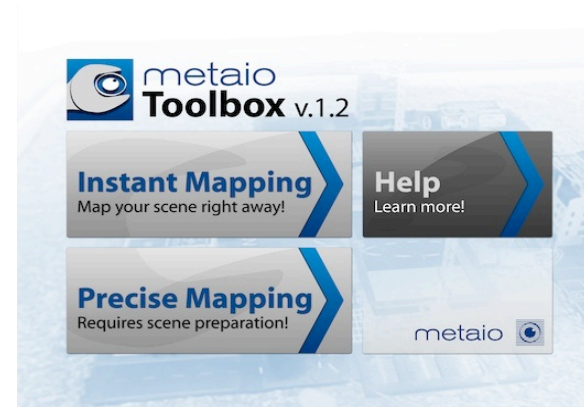 metaio
Toolbox v.1.2
Instant Mapping
Map your scene right away!
Help
Learn more!
Precise Mapping
Requires scene preparation!
metaio